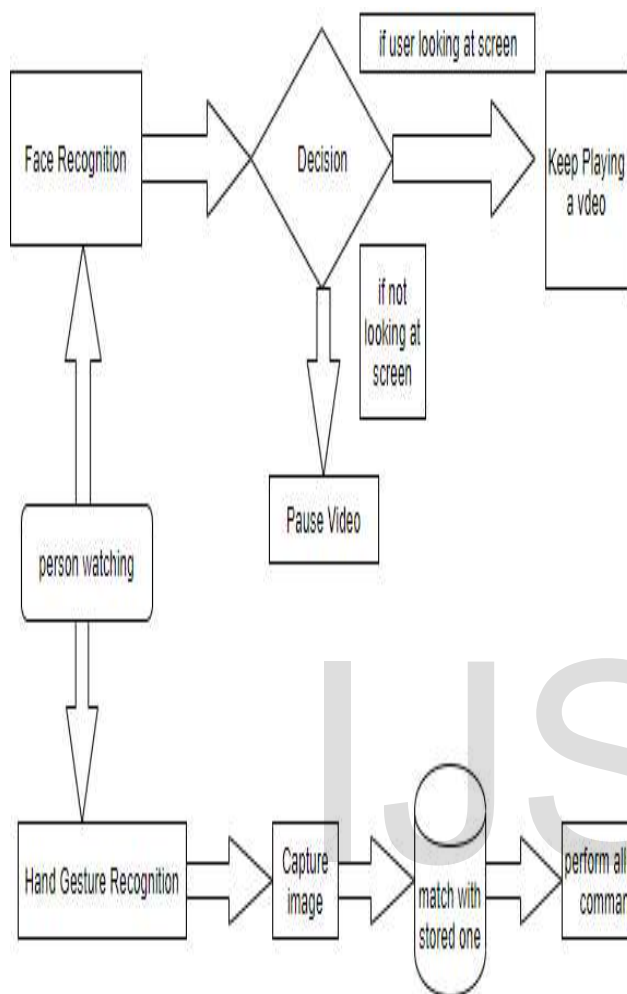 if user looking at screen
Face Recognition
Decision
Keep Playing
a vdeo
if not
looking at
screen
Pause Video
person watching
IJS
Hand Gesture Recognition
Capture
image
match with
stored one
perform